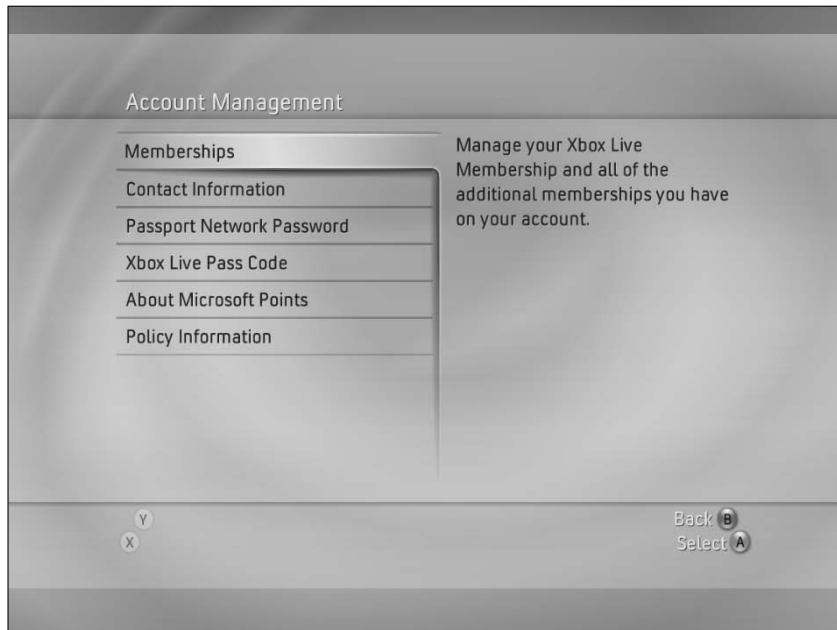 Account Management
Memberships
Contact Information
Passport Network Password
Xbox Live Pass Code
About Microsoft Points
Policy Information
Manage your Xbox Live
Membership and all of the
additional memberships you have
on your account.
Y
X
Back B
Select A